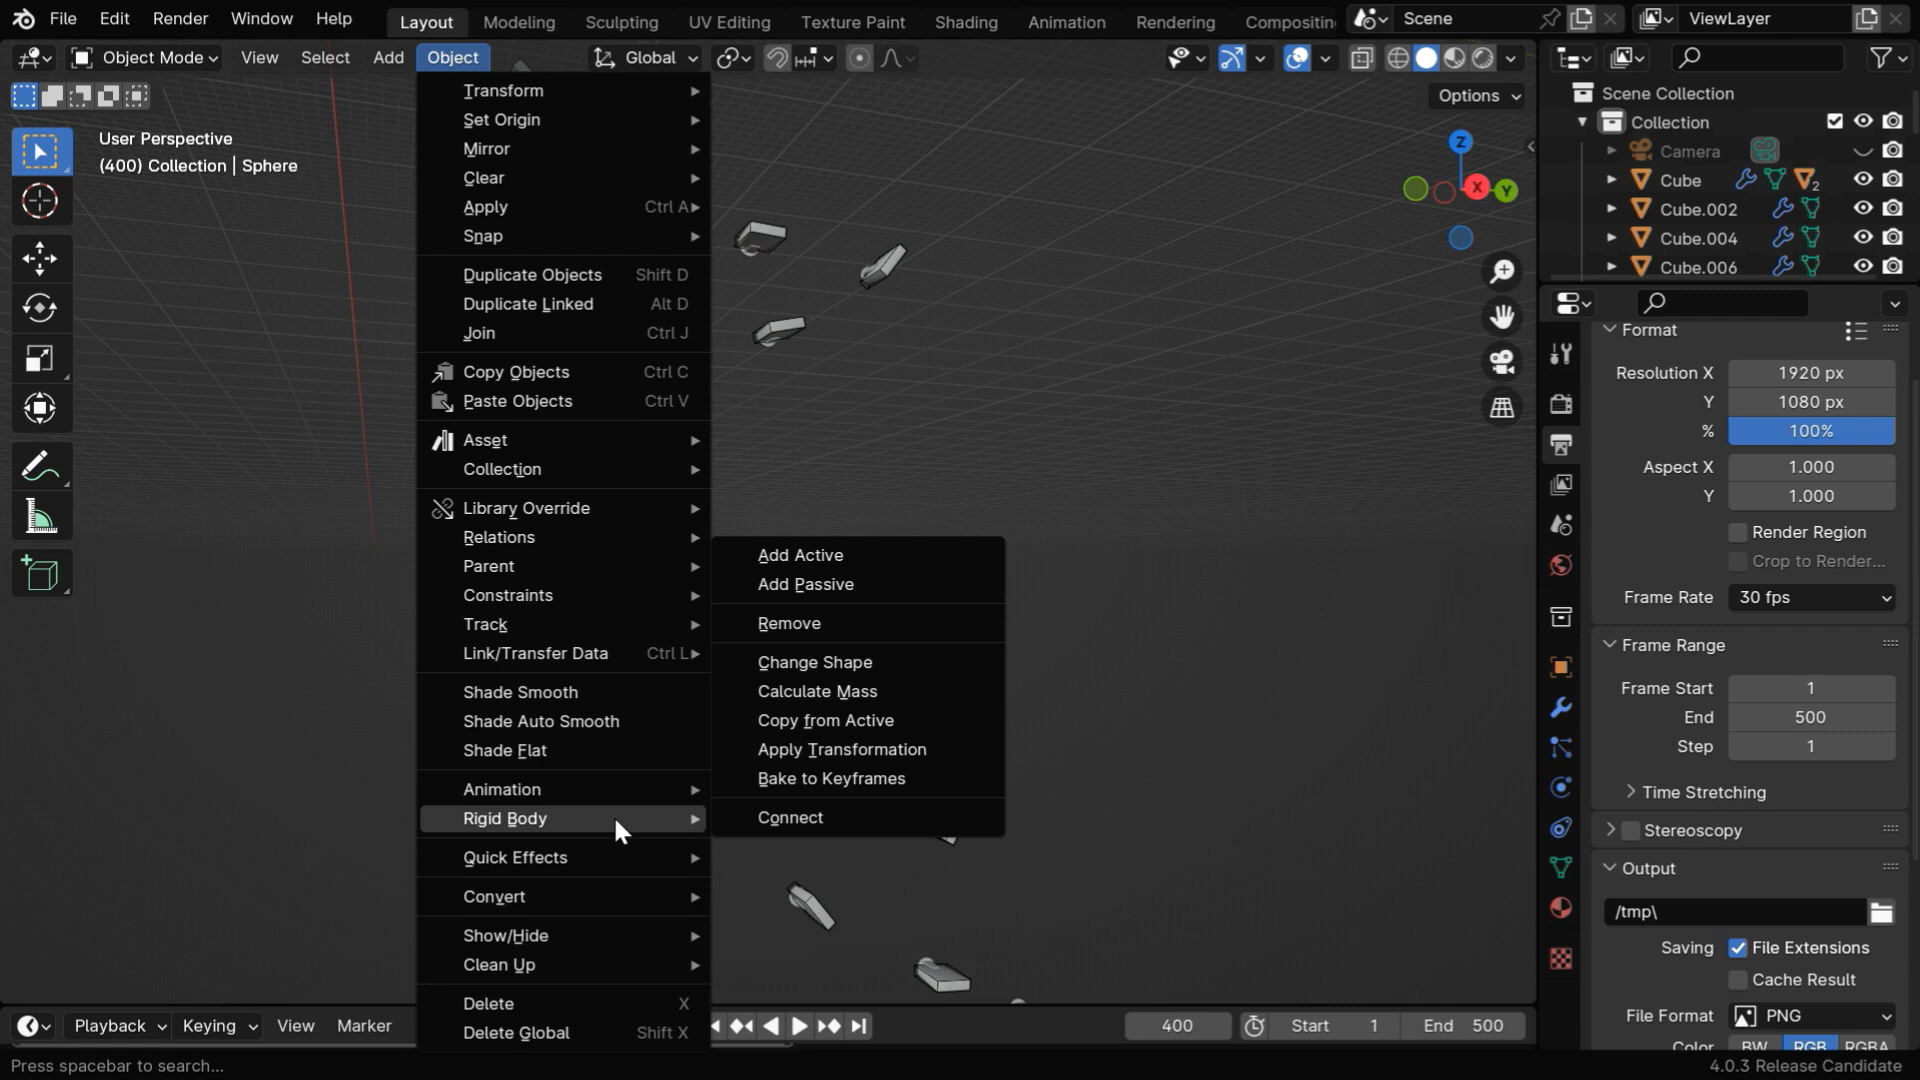 File Edit Render Window Help Layout Modeling Sculpting UV Editing Texture Paint Shading Animation Rendering Scene ViewLayer
Object Mode View Select Add Object Global
Options
User Perspective
(400) Collection | Sphere
Transform
Set Origin
Mirror
Clear
Apply Ctrl A
Snap
Duplicate Objects Shift D
Duplicate Linked Alt D
Join Ctrl J
Copy Objects Ctrl C
Paste Objects Ctrl V
Asset
Collection
Library Override
Relations
Parent
Constraints
Track
Link/Transfer Data Ctrl L
Shade Smooth
Shade Auto Smooth
Shade Flat
Animation
Rigid Body
Quick Effects
Convert
Show/Hide
Clean Up
Delete X
Delete Global Shift X
Add Active
Add Passive
Remove
Change Shape
Calculate Mass
Copy from Active
Apply Transformation
Bake to Keyframes
Connect
Z
X
Y
Scene Collection
Collection
Camera
Cube 2
Cube.002
Cube.004
Cube.006
Format
Resolution X 1920 px
Y 1080 px
% 100%
Aspect X 1.000
Y 1.000
Render Region
Crop to Render...
Frame Rate 30 fps
Frame Range
Frame Start 1
End 500
Step 1
Time Stretching
Stereoscopy
Output
/tmp\
Saving File Extensions
Cache Result
File Format PNG
Color BW RGB RGBA
Playback Keying View Marker 400 Start 1 End 500
Press spacebar to search... 4.0.3 Release Candidate